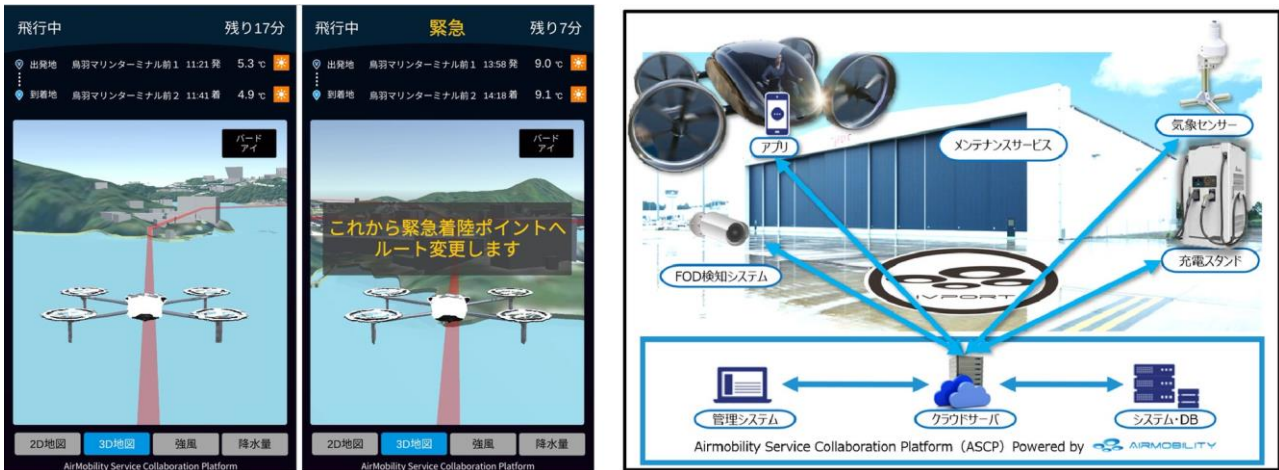 飛行中 残り17分
出発地 鳥羽マリンターミナル前1 11:21 発 5.3 ℃
到着地 鳥羽マリンターミナル前2 11:41 着 4.9 ℃
バード
アイ
2D地図 3D地図 強風 降水量
AirMobility Service Collaboration Platform
飛行中 緊急 残り7分
出発地 鳥羽マリンターミナル前1 13:58 発 9.0 ℃
到着地 鳥羽マリンターミナル前2 14:18 着 9.1 ℃
バード
アイ
これから緊急着陸ポイントへ
ルート変更します
2D地図 3D地図 強風 降水量
AirMobility Service Collaboration Platform
アプリ
メンテナンスサービス
気象センサー
FOD検知システム
充電スタンド
IVPORT
管理システム
クラウドサーバ
システム・DB
Airmobility Service Collaboration Platform (ASCP) Powered by AIRMOBILITY